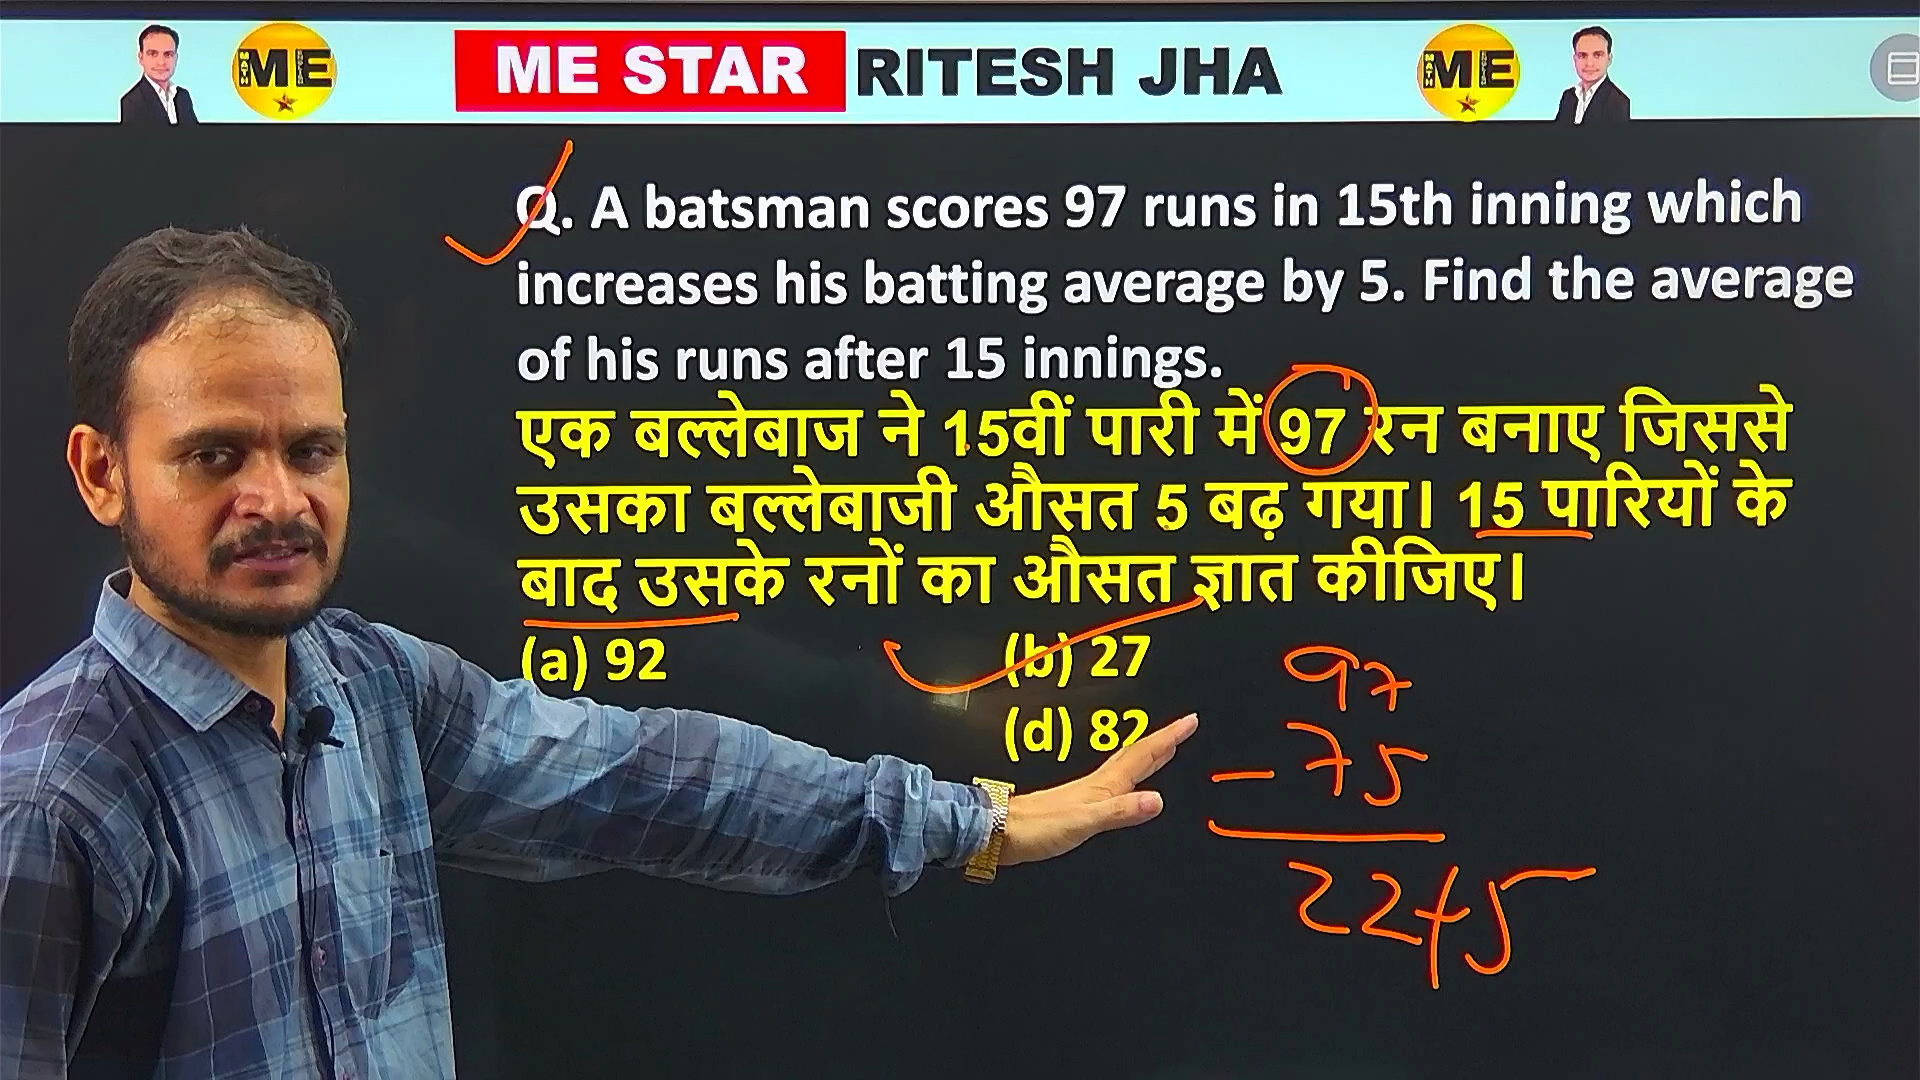 ME STAR RITESH JHA
Q. A batsman scores 97 runs in 15th inning which
increases his batting average by 5. Find the average
of his runs after 15 innings.
एक बल्लेबाज ने 15वीं पारी में 97 रन बनाए जिससे
उसका बल्लेबाजी औसत 5 बढ़ गया। 15 पारियों के
बाद उसके रनों का औसत ज्ञात कीजिए।
(a) 92 (b) 27
(d) 82
97
- 75
22+5